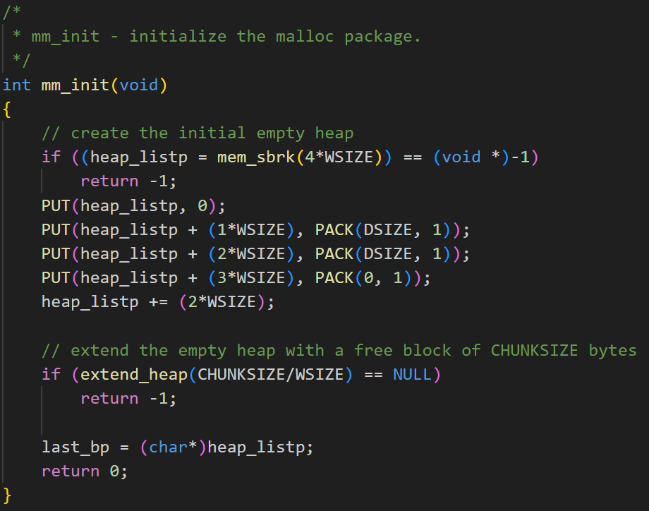 /*
 * mm_init - initialize the malloc package.
 */
int mm_init(void)
{
    // create the initial empty heap
    if ((heap_listp = mem_sbrk(4*WSIZE)) == (void *)-1)
        return -1;
    PUT(heap_listp, 0);
    PUT(heap_listp + (1*WSIZE), PACK(DSIZE, 1));
    PUT(heap_listp + (2*WSIZE), PACK(DSIZE, 1));
    PUT(heap_listp + (3*WSIZE), PACK(0, 1));
    heap_listp += (2*WSIZE);

    // extend the empty heap with a free block of CHUNKSIZE bytes
    if (extend_heap(CHUNKSIZE/WSIZE) == NULL)
        return -1;

    last_bp = (char*)heap_listp;
    return 0;
}